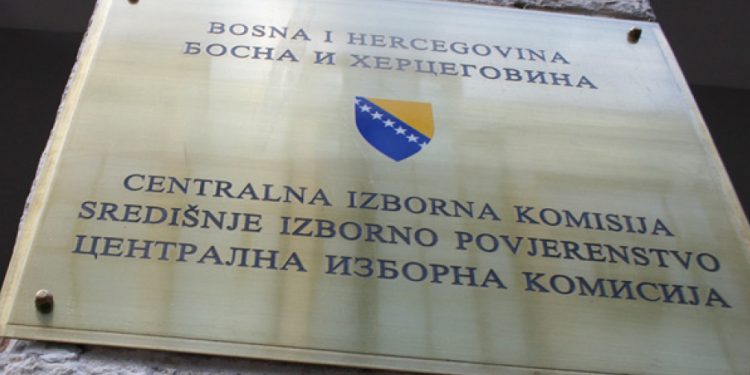 BOSNA I HERCEGOVINA
БОСНА И ХЕРЦЕГОВИНА
CENTRALNA IZBORNA KOMISIJA
SREDIŠNJE IZBORNO POVJERENSTVO
ЦЕНТРАЛНА ИЗБОРНА КОМИСИЈА